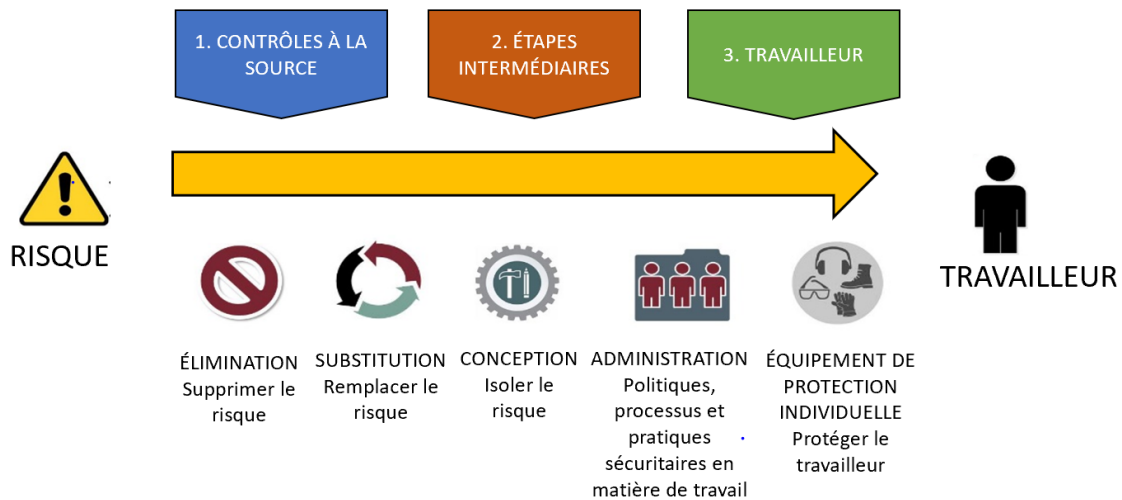 1. CONTRÔLES À LA
SOURCE
2. ÉTAPES
INTERMÉDIAIRES
3. TRAVAILLEUR
RISQUE
TRAVAILLEUR
ÉLIMINATION
Supprimer le
risque
SUBSTITUTION
Remplacer le
risque
CONCEPTION
Isoler le
risque
ADMINISTRATION
Politiques,
processus et
pratiques
sécuritaires en
matière de travail
ÉQUIPEMENT DE
PROTECTION
INDIVIDUELLE
Protéger le
travailleur